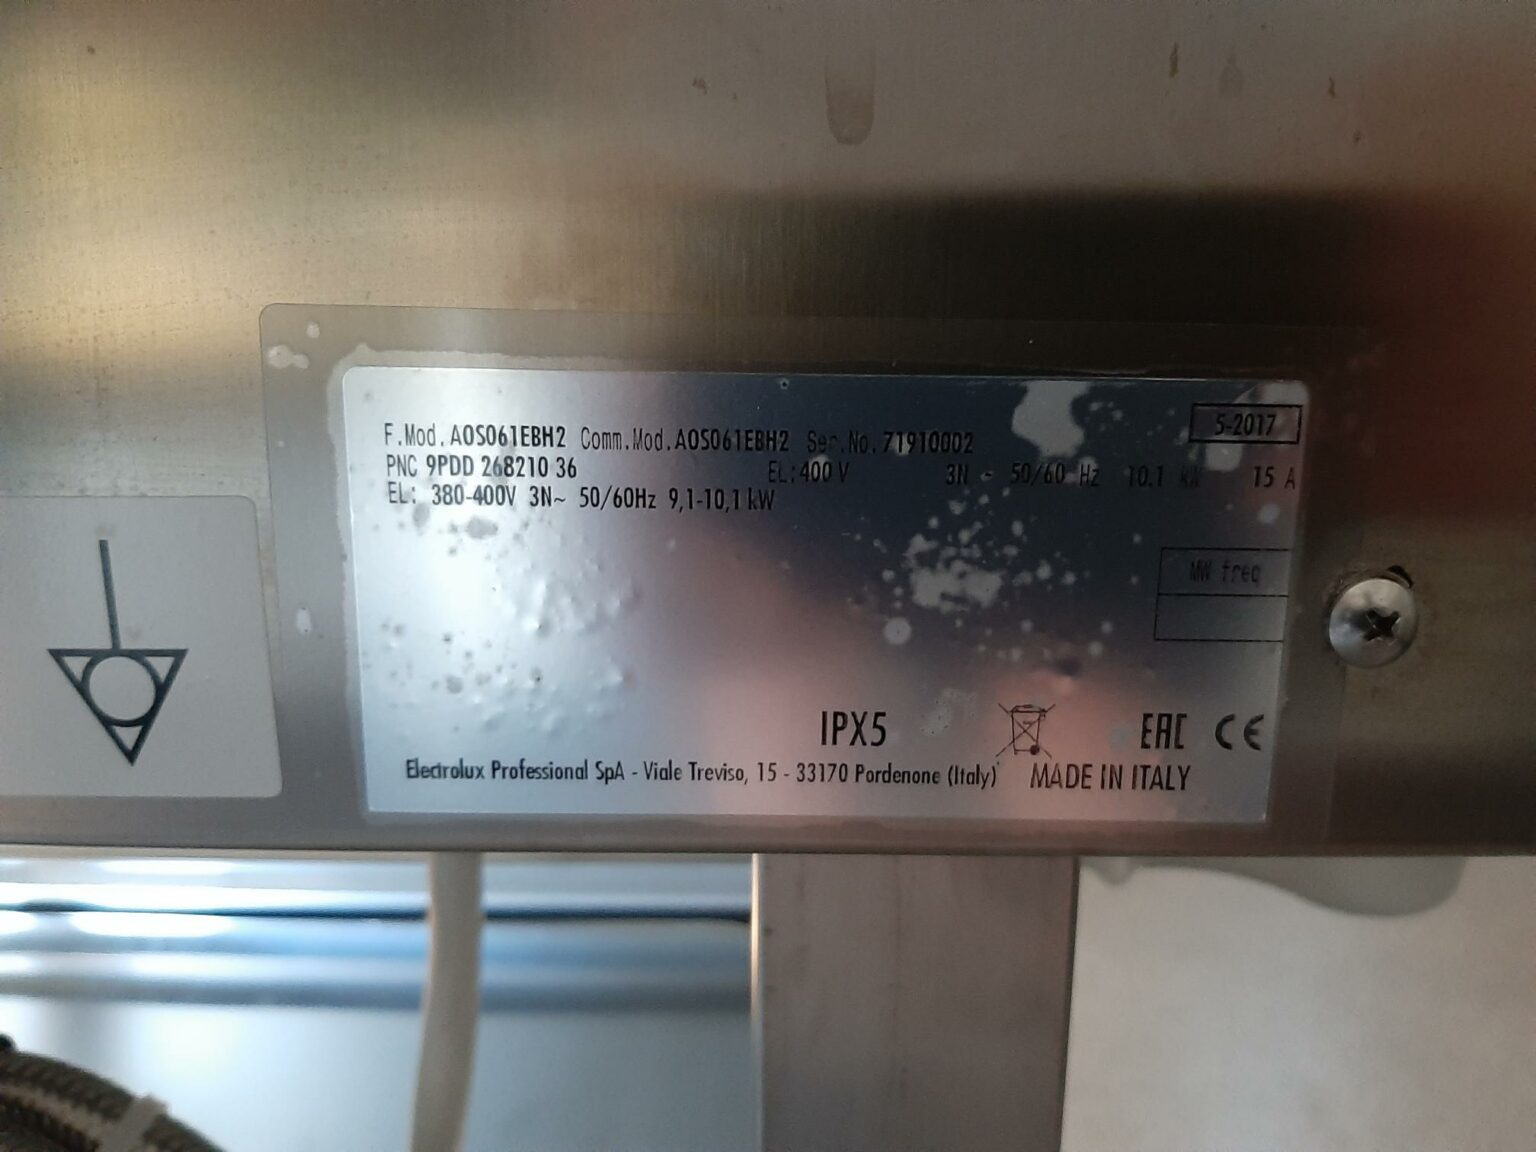 5-2017
F.Mod. AOS061EBH2 Comm.Mod. AOS061EBH2 Ser.No. 71910002
PNC 9PDD 268210 36 EL: 400 V 3N ~ 50/60 Hz 10.1 kW 15 A
EL: 380-400V 3N~ 50/60Hz 9,1-10,1 kW
MW freq
IPX5 EAC CE
Electrolux Professional SpA - Viale Treviso, 15 - 33170 Pordenone (Italy) MADE IN ITALY